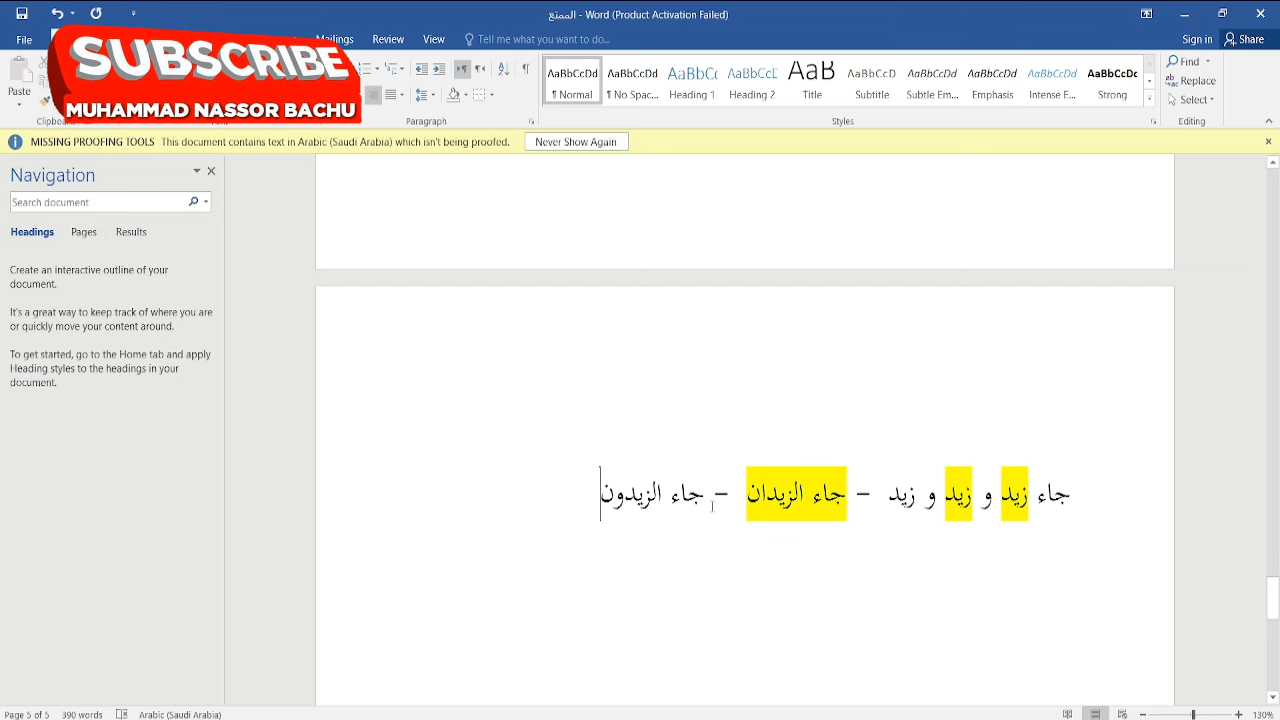 الممتع - Word (Product Activation Failed)
File
Mailings
Review
View
Tell me what you want to do...
Sign in
Share
SUBSCRIBE
MUHAMMAD NASSOR BACHU
Paste
AaBbCcDd
¶ Normal
AaBbCcDd
¶ No Spac...
AaBbCc
Heading 1
AaBbCcE
Heading 2
AaB
Title
AaBbCcD
Subtitle
AaBbCcDd
Subtle Em...
AaBbCcDd
Emphasis
AaBbCcDd
Intense E...
AaBbCcDc
Strong
Find
Replace
Select
Paragraph
Styles
Editing
MISSING PROOFING TOOLS This document contains text in Arabic (Saudi Arabia) which isn't being proofed.
Never Show Again
Navigation
Search document
Headings
Pages
Results
Create an interactive outline of your
document.
It's a great way to keep track of where you are
or quickly move your content around.
To get started, go to the Home tab and apply
Heading styles to the headings in your
document.
جاء زيد و زيد و زيد – جاء الزيدان – جاء الزيدون
Page 5 of 5
390 words
Arabic (Saudi Arabia)
130%